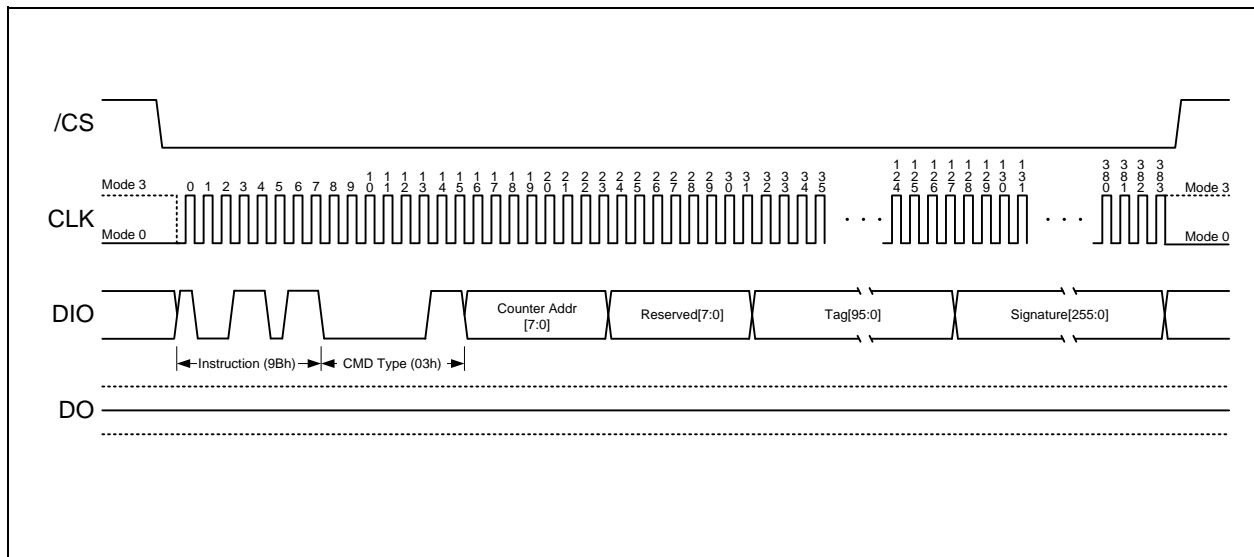 /CS
Mode 3
CLK
Mode 0
0 1 2 3 4 5 6 7 8 9 10 11 12 13 14 15 16 17 18 19 20 21 22 23 24 25 26 27 28 29 30 31 32 33 34 35
. . .
124 125 126 127 128 129 130 131
. . .
380 381 382 383
Mode 3
Mode 0
DIO
Counter Addr
[7:0]
Reserved[7:0]
Tag[95:0]
Signature[255:0]
Instruction (9Bh)
CMD Type (03h)
DO